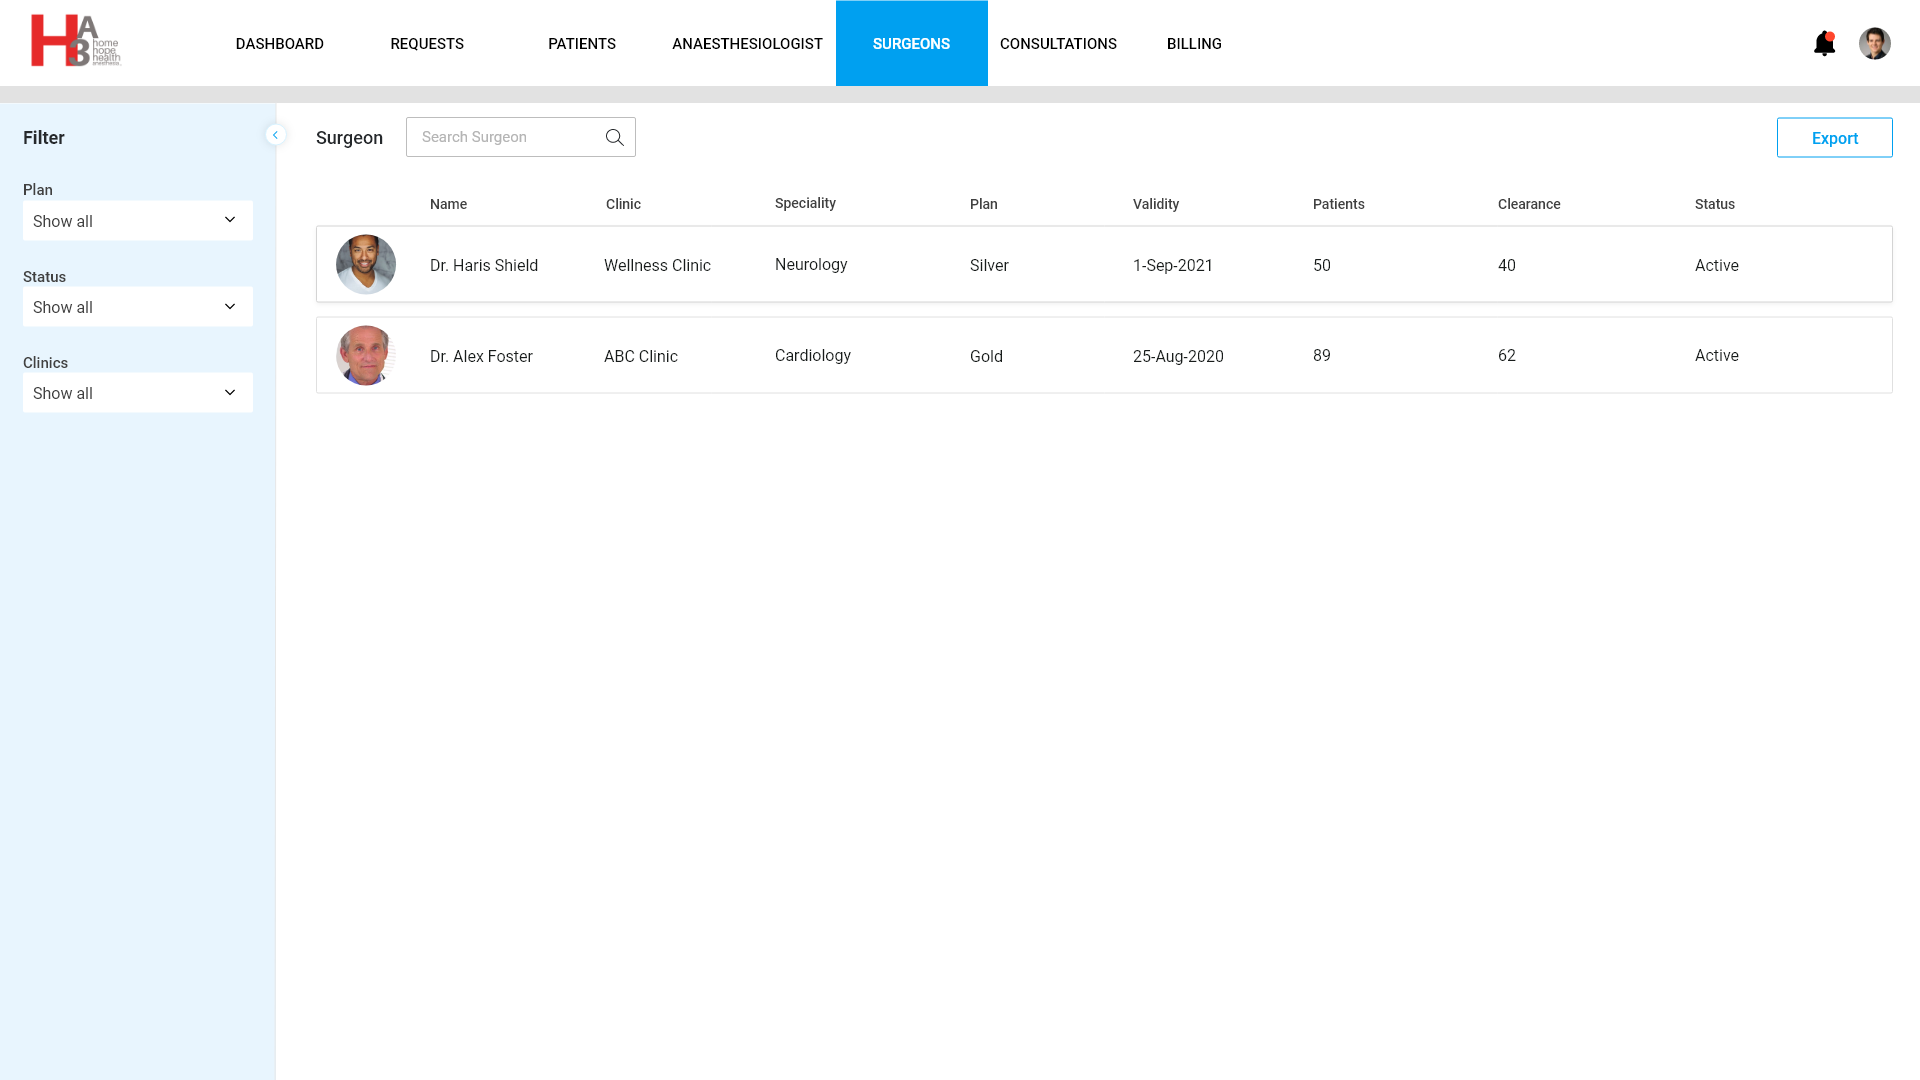 HA3 home hope health anesthesia.
DASHBOARD REQUESTS PATIENTS ANAESTHESIOLOGIST SURGEONS CONSULTATIONS BILLING
Filter
Plan
Show all
Status
Show all
Clinics
Show all
Surgeon Search Surgeon Export
Name Clinic Speciality Plan Validity Patients Clearance Status
Dr. Haris Shield Wellness Clinic Neurology Silver 1-Sep-2021 50 40 Active
Dr. Alex Foster ABC Clinic Cardiology Gold 25-Aug-2020 89 62 Active